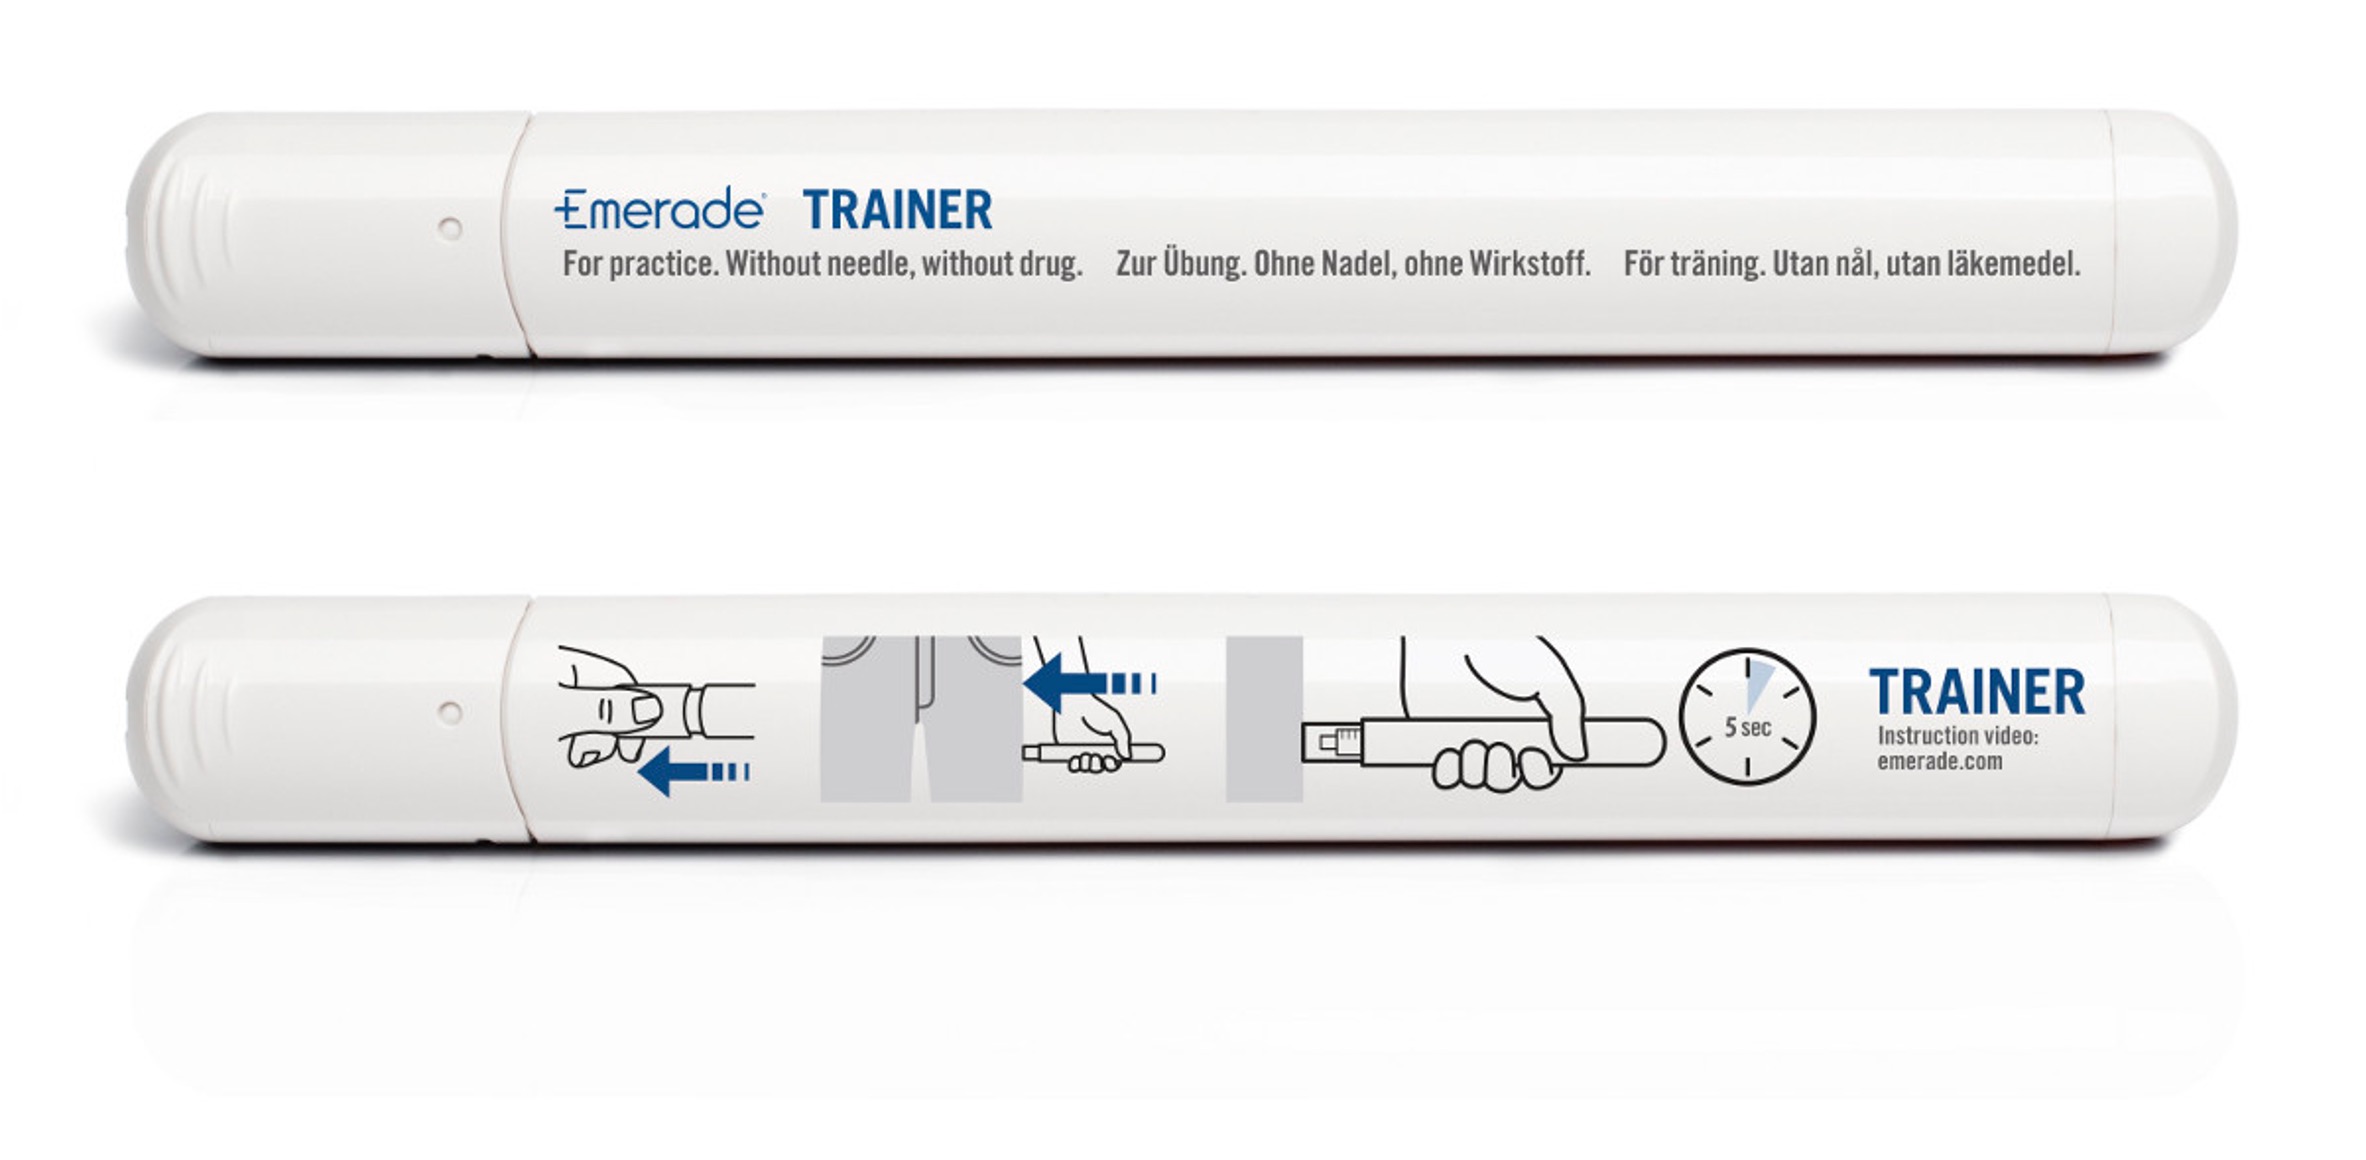 Emerade® TRAINER
For practice. Without needle, without drug. Zur Übung. Ohne Nadel, ohne Wirkstoff. För träning. Utan nål, utan läkemedel.
5 sec
TRAINER
Instruction video:
emerade.com